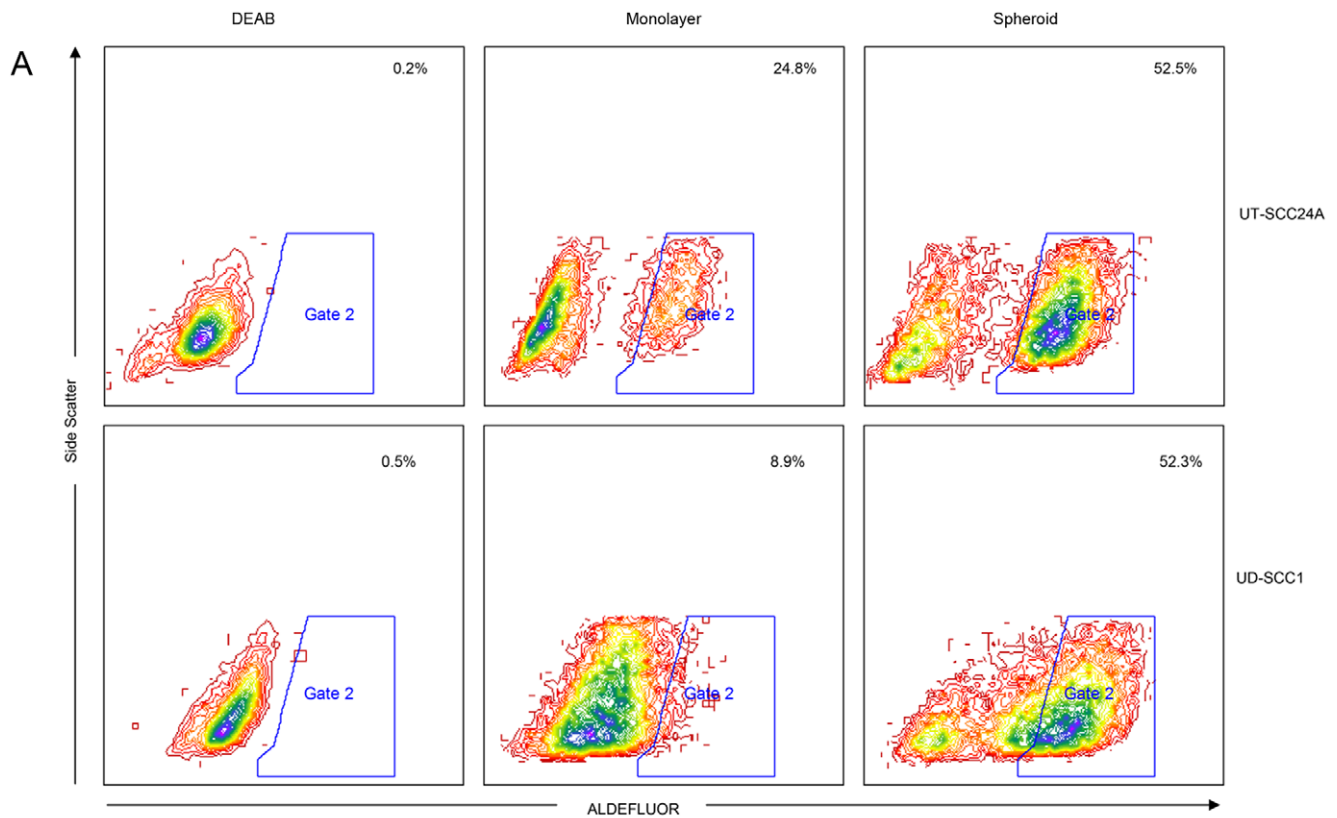 DEAB Monolayer Spheroid
A
0.2% 24.8% 52.5%
UT-SCC24A
Gate 2 Gate 2 Gate 2
Side Scatter
0.5% 8.9% 52.3%
UD-SCC1
Gate 2 Gate 2 Gate 2
ALDEFLUOR